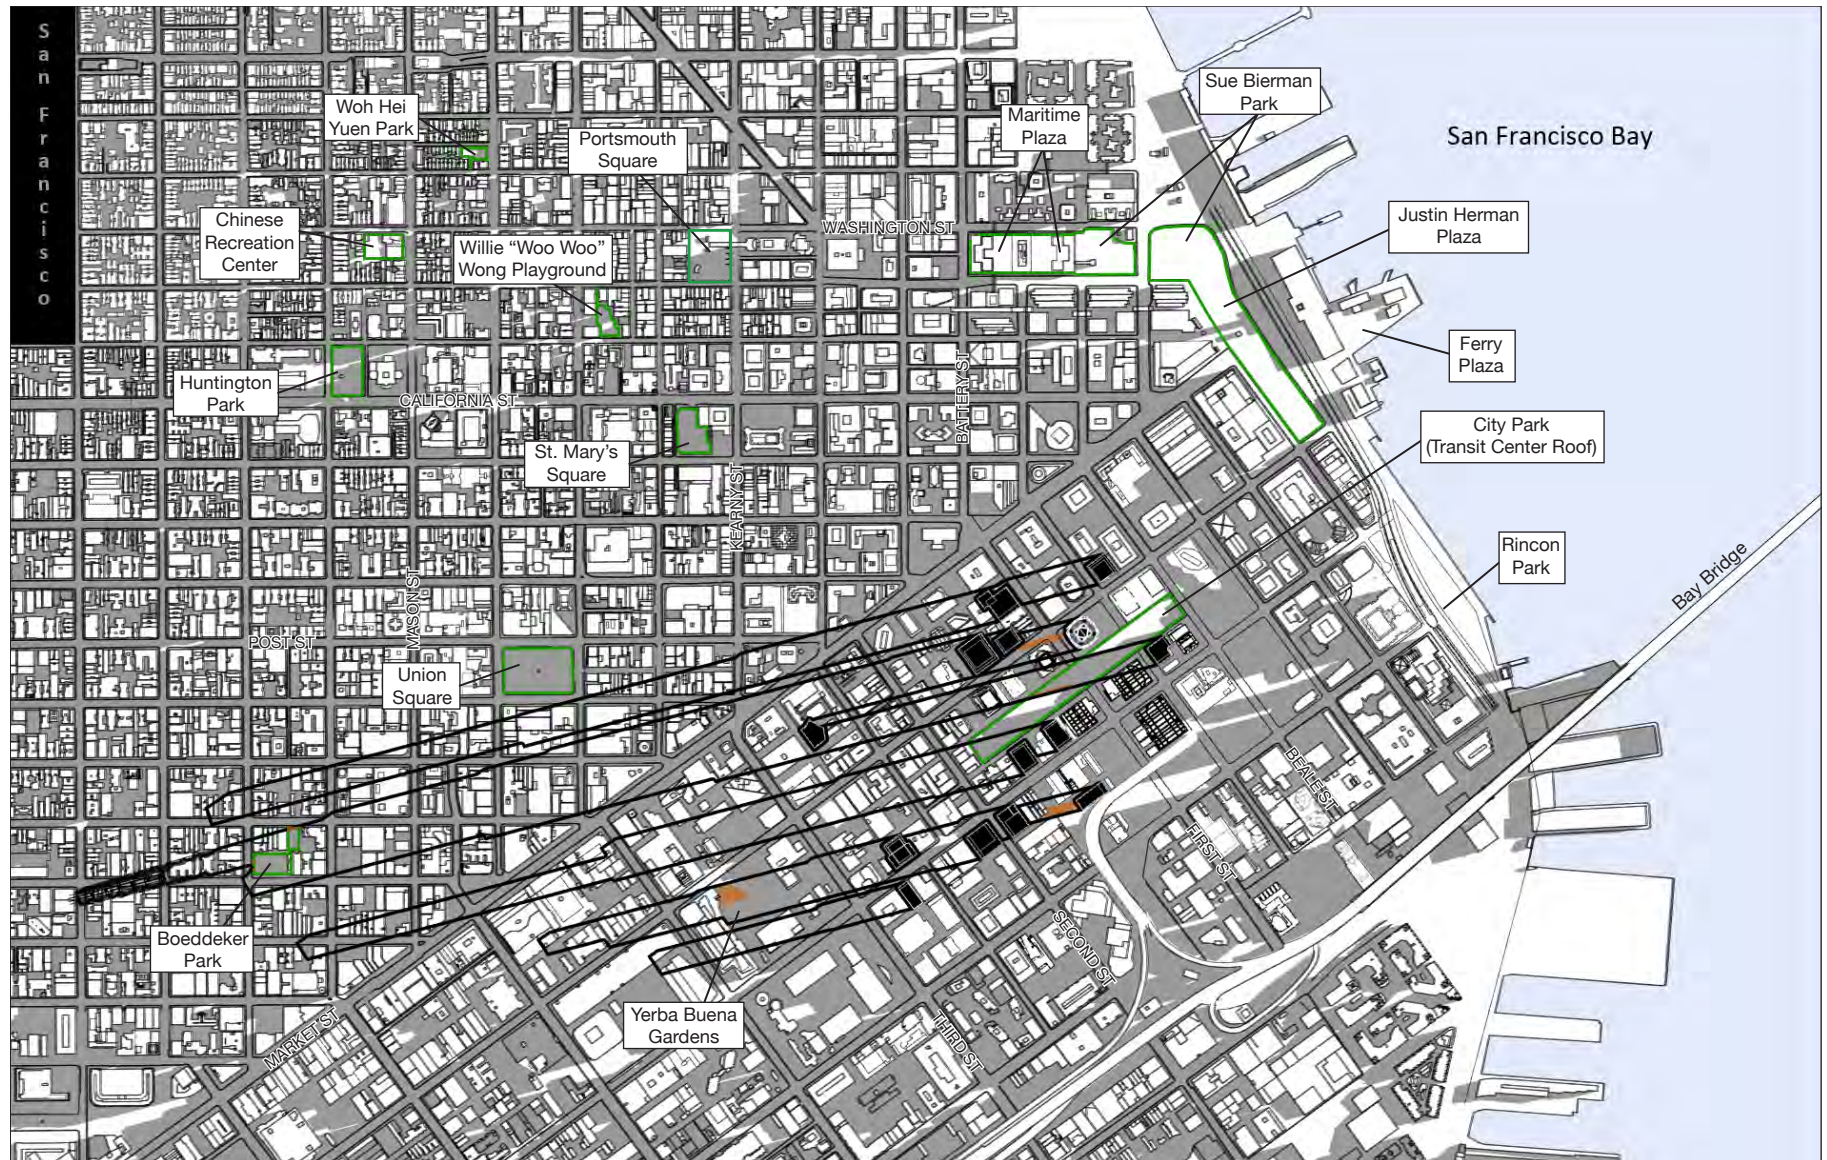 San Francisco
Woh Hei
Yuen Park
Portsmouth
Square
Maritime
Plaza
Sue Bierman
Park
San Francisco Bay
Chinese
Recreation
Center
Willie “Woo Woo”
Wong Playground
WASHINGTON ST
Justin Herman
Plaza
Ferry
Plaza
Huntington
Park
CALIFORNIA ST
BATTERY ST
St. Mary’s
Square
KEARNY ST
City Park
(Transit Center Roof)
Rincon
Park
Bay Bridge
MASON ST
POST ST
Union
Square
BEALE ST
FIRST ST
Boeddeker
Park
SECOND ST
Yerba Buena
Gardens
THIRD ST
MARKET ST